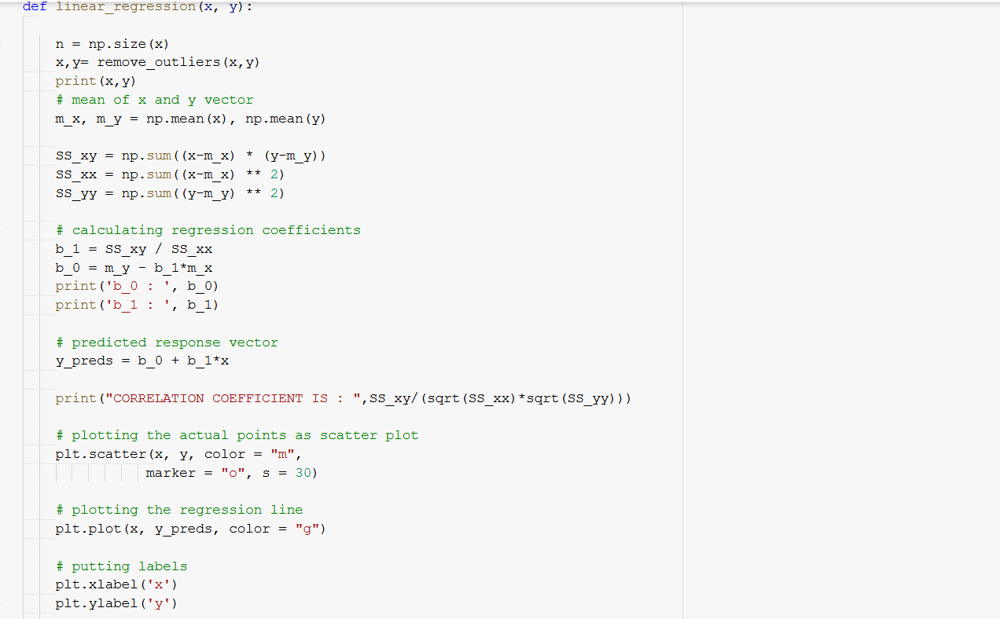 def linear_regression(x, y):
n = np.size(x)
x,y= remove_outliers(x,y)
print(x,y)
# mean of x and y vector
m_x, m_y = np.mean(x), np.mean(y)
SS_xy = np.sum((x-m_x) * (y-m_y))
SS_xx = np.sum((x-m_x) ** 2)
SS_yy = np.sum((y-m_y) ** 2)
# calculating regression coefficients
b_1 = SS_xy / SS_xx
b_0 = m_y - b_1*m_x
print('b_0 : ', b_0)
print('b_1 : ', b_1)
# predicted response vector
y_preds = b_0 + b_1*x
print("CORRELATION COEFFICIENT IS : ",SS_xy/(sqrt(SS_xx)*sqrt(SS_yy)))
# plotting the actual points as scatter plot
plt.scatter(x, y, color = "m",
marker = "o", s = 30)
# plotting the regression line
plt.plot(x, y_preds, color = "g")
# putting labels
plt.xlabel('x')
plt.ylabel('y')